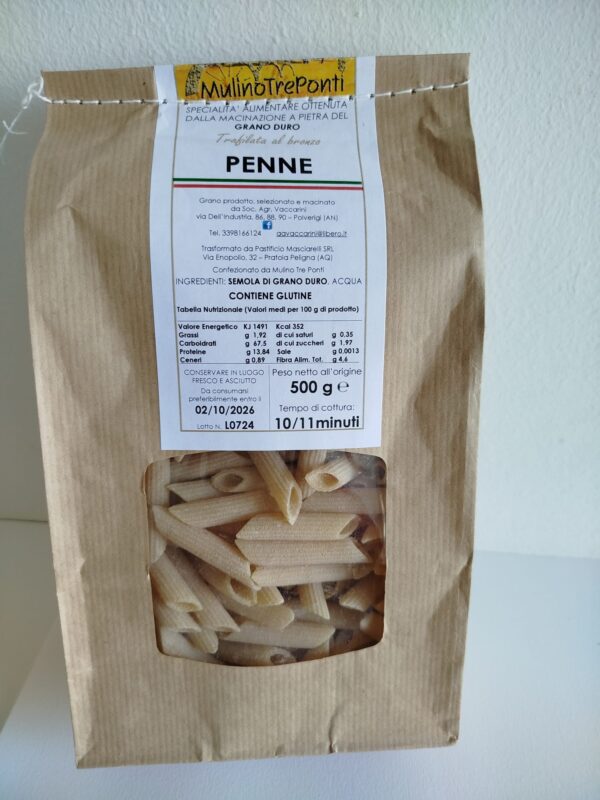 MulinoTrePonti
SPECIALITA' ALIMENTARE OTTENUTA
DALLA MACINAZIONE A PIETRA DEL
GRANO DURO
Trafilata al bronzo
PENNE
Grano prodotto, selezionato e macinato
da Soc. Agr. Vaccarini
via Dell'Industria, 86, 88, 90 – Polverigi (AN)
Tel. 3398166124 aavaccarini@libero.it
Trasformato da Pastificio Masciarelli SRL
Via Enopolio, 32 – Pratola Peligna (AQ)
Confezionato da Mulino Tre Ponti
INGREDIENTI: SEMOLA DI GRANO DURO, ACQUA
CONTIENE GLUTINE
Tabella Nutrizionale (Valori medi per 100 g di prodotto)
Valore Energetico KJ 1491 Kcal 352
Grassi g 1,92 di cui saturi g 0,35
Carboidrati g 67,5 di cui zuccheri g 1,97
Proteine g 13,84 Sale g 0,0013
Ceneri g 0,89 Fibra Alim. Tot. g 4,6
CONSERVARE IN LUOGO
FRESCO E ASCIUTTO
Da consumarsi
preferibilmente entro il
02/10/2026
Lotto N. L0724
Peso netto all'origine
500 g ℮
Tempo di cottura:
10/11minuti